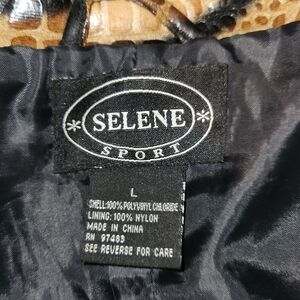 * SELENE *
SPORT
L
SHELL:100% POLYVINYL CHLORIDE
LINING: 100% NYLON
MADE IN CHINA
RN 97483
SEE REVERSE FOR CARE